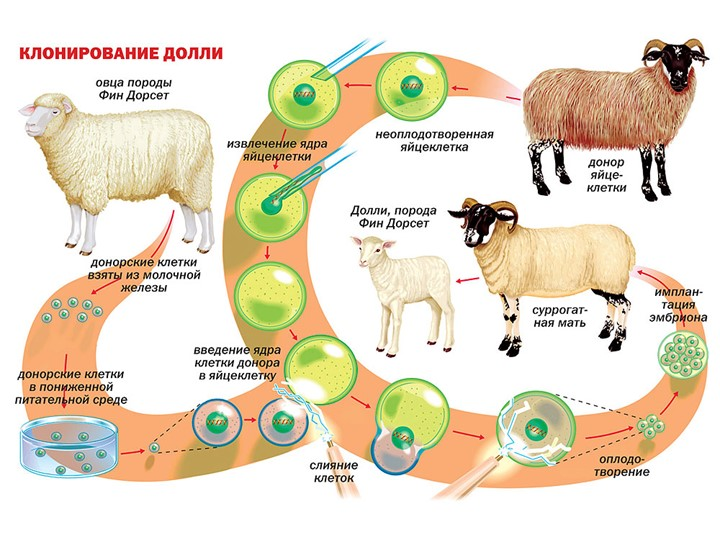 КЛОНИРОВАНИЕ ДОЛЛИ
овца породы
Фин Дорсет
извлечение ядра
яйцеклетки
неоплодотворенная
яйцеклетка
донор
яйце-
клетки
Долли, порода
Фин Дорсет
суррогат-
ная мать
имплан-
тация
эмбриона
донорские клетки
взяты из молочной
железы
донорские клетки
в пониженной
питательной среде
введение ядра
клетки донора
в яйцеклетку
слияние
клеток
оплодо-
творение